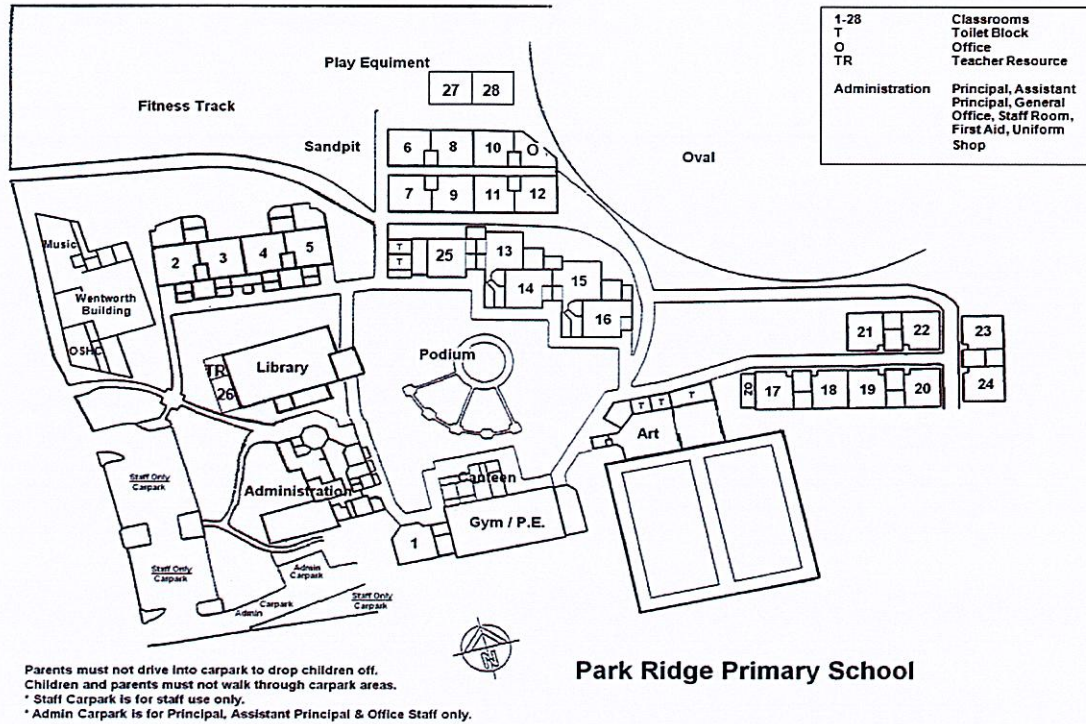 1-28 Classrooms
T Toilet Block
O Office
TR Teacher Resource
Administration Principal, Assistant
Principal, General
Office, Staff Room,
First Aid, Uniform
Shop
Play Equiment
27 28
Fitness Track
Sandpit
6 8 10 O
Oval
7 9 11 12
Music
2 3 4 5
T
T
25 13
14 15
16
Wentworth
Building
OSHC
TR
26
Library
Podium
21 22 23
24
OZ 17 18 19 20
T T T
Art
Staff Only
Carpark
Administration
Canteen
Gym / P.E.
1
Staff Only
Carpark
Admin
Carpark
Carpark
Admin
Staff Only
Carpark
N
Park Ridge Primary School
Parents must not drive into carpark to drop children off.
Children and parents must not walk through carpark areas.
* Staff Carpark is for staff use only.
* Admin Carpark is for Principal, Assistant Principal & Office Staff only.